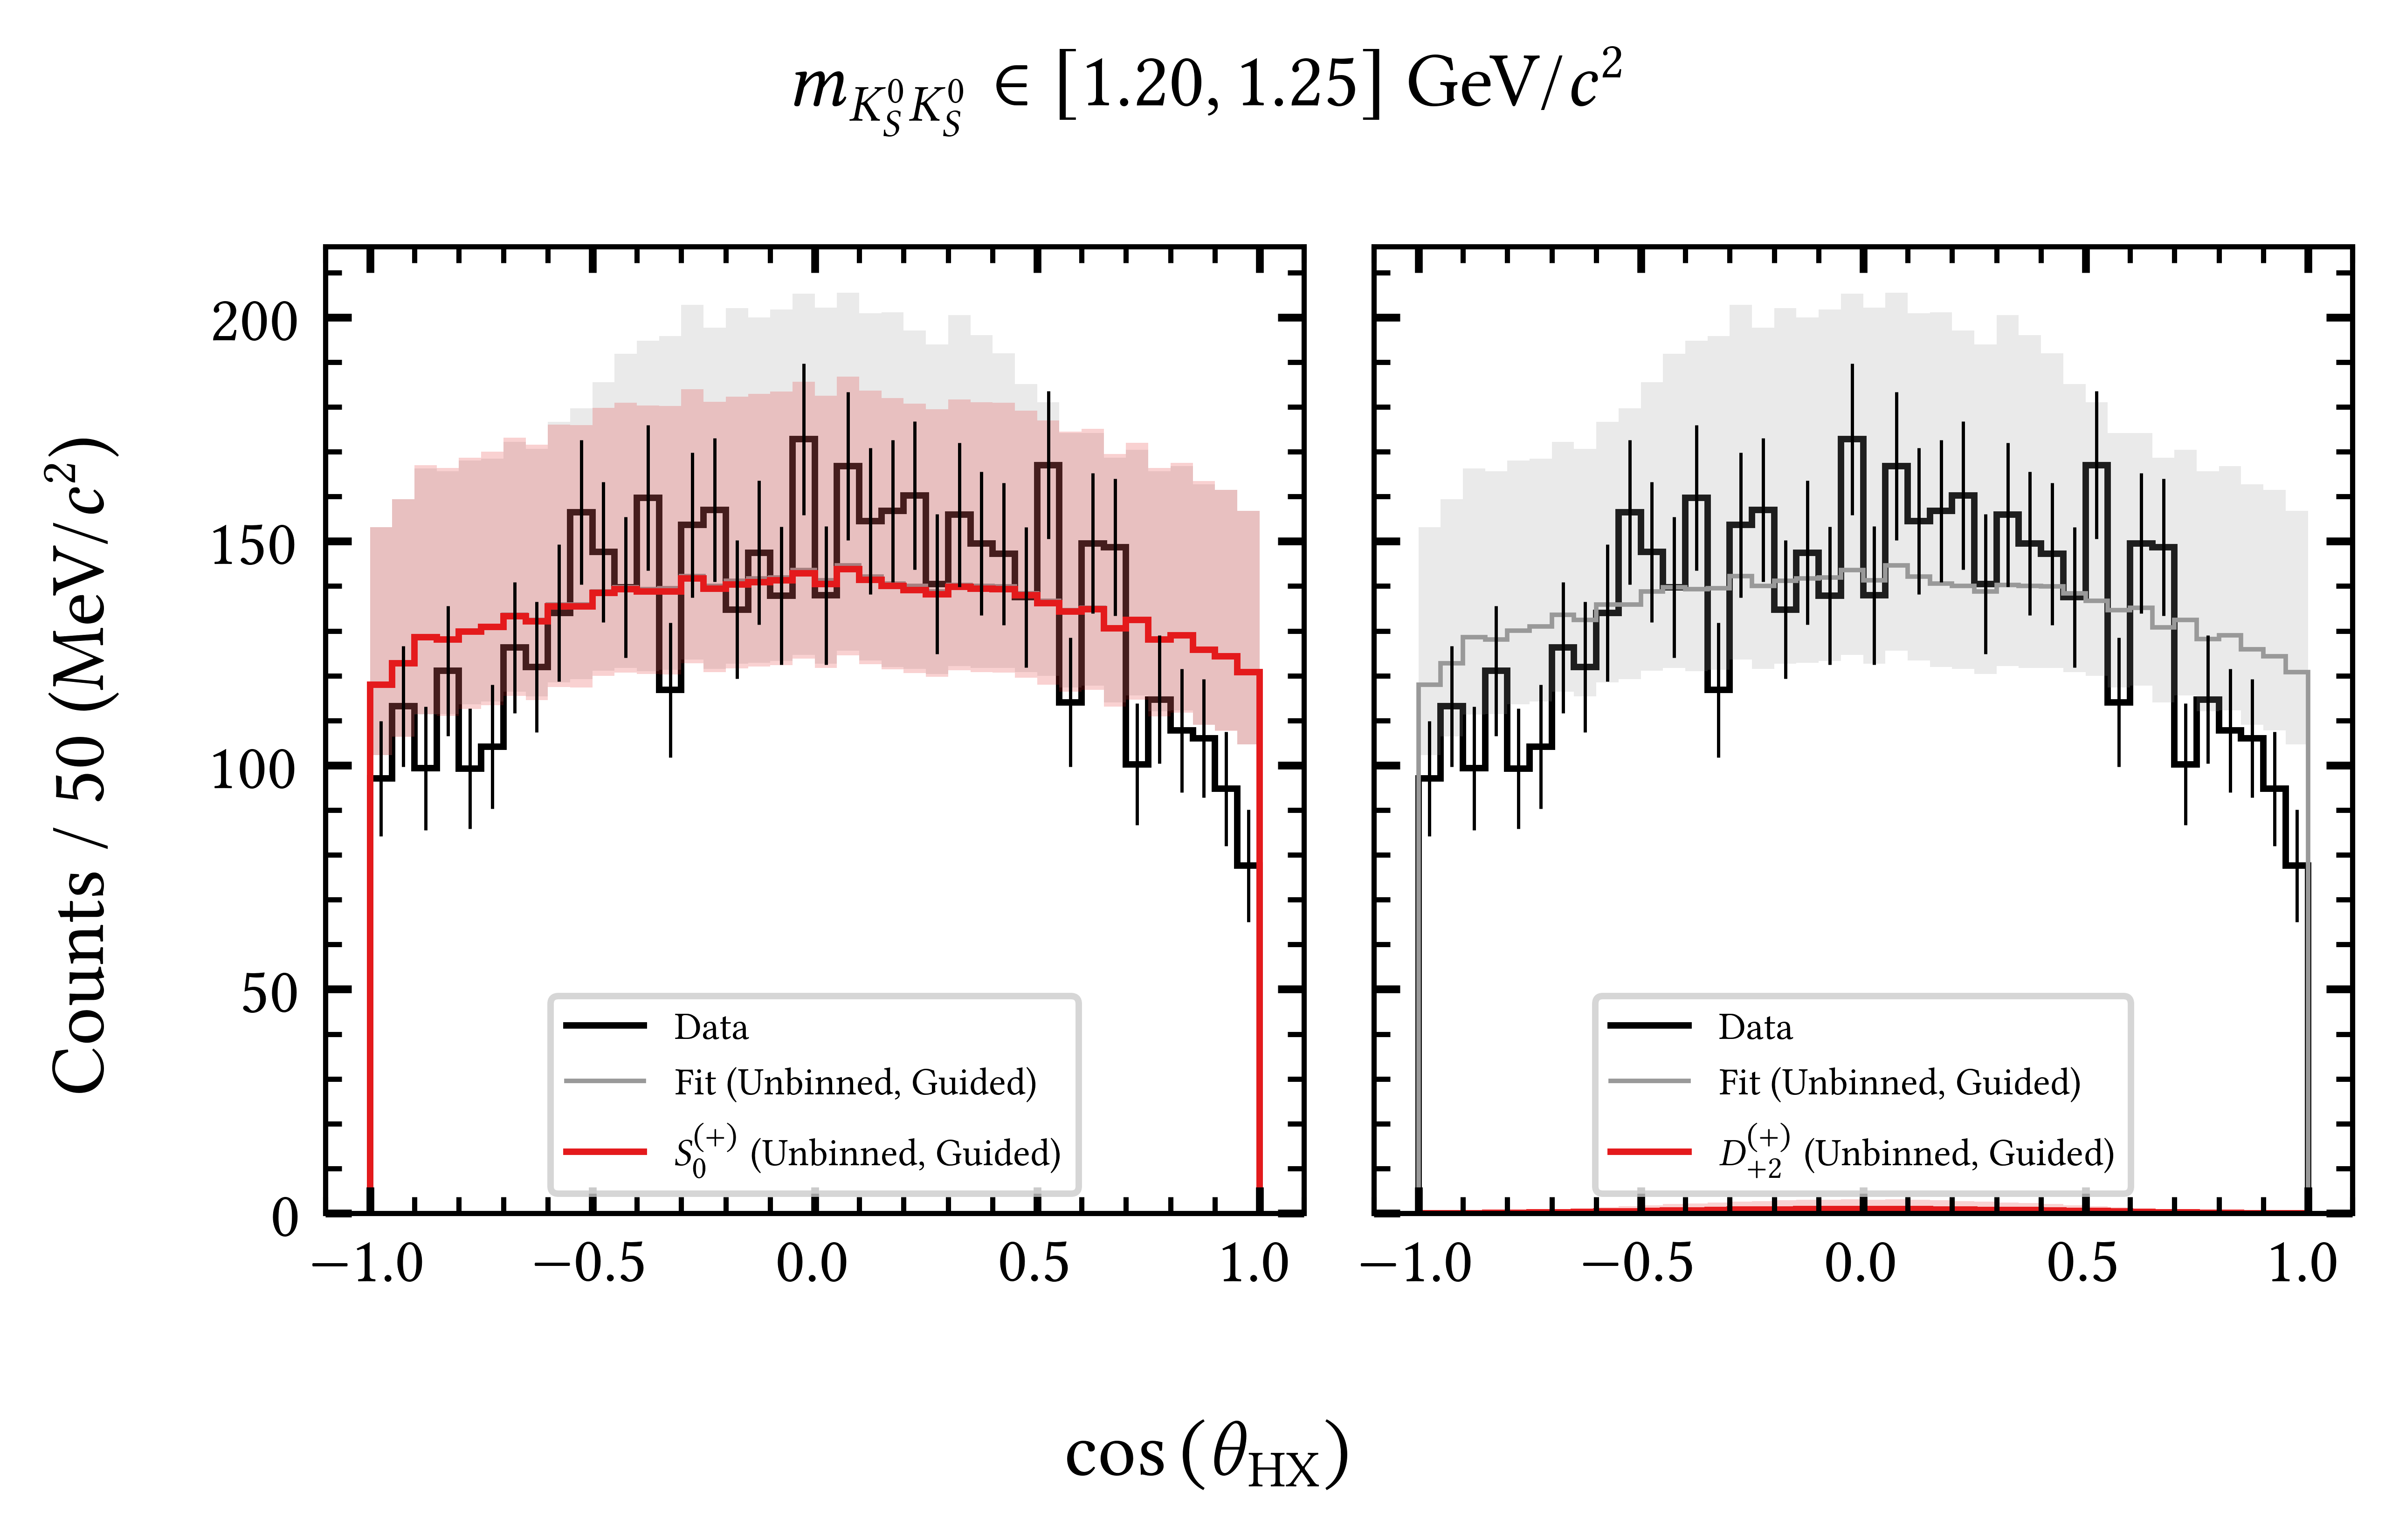 m_{K_S^0 K_S^0} ∈ [1.20, 1.25] GeV/c²
Counts / 50 (MeV/c²)
200
150
100
50
0
Data
Fit (Unbinned, Guided)
S_0^{(+)} (Unbinned, Guided)
Data
Fit (Unbinned, Guided)
D_{+2}^{(+)} (Unbinned, Guided)
−1.0 −0.5 0.0 0.5 1.0
−1.0 −0.5 0.0 0.5 1.0
cos (θ_{HX})